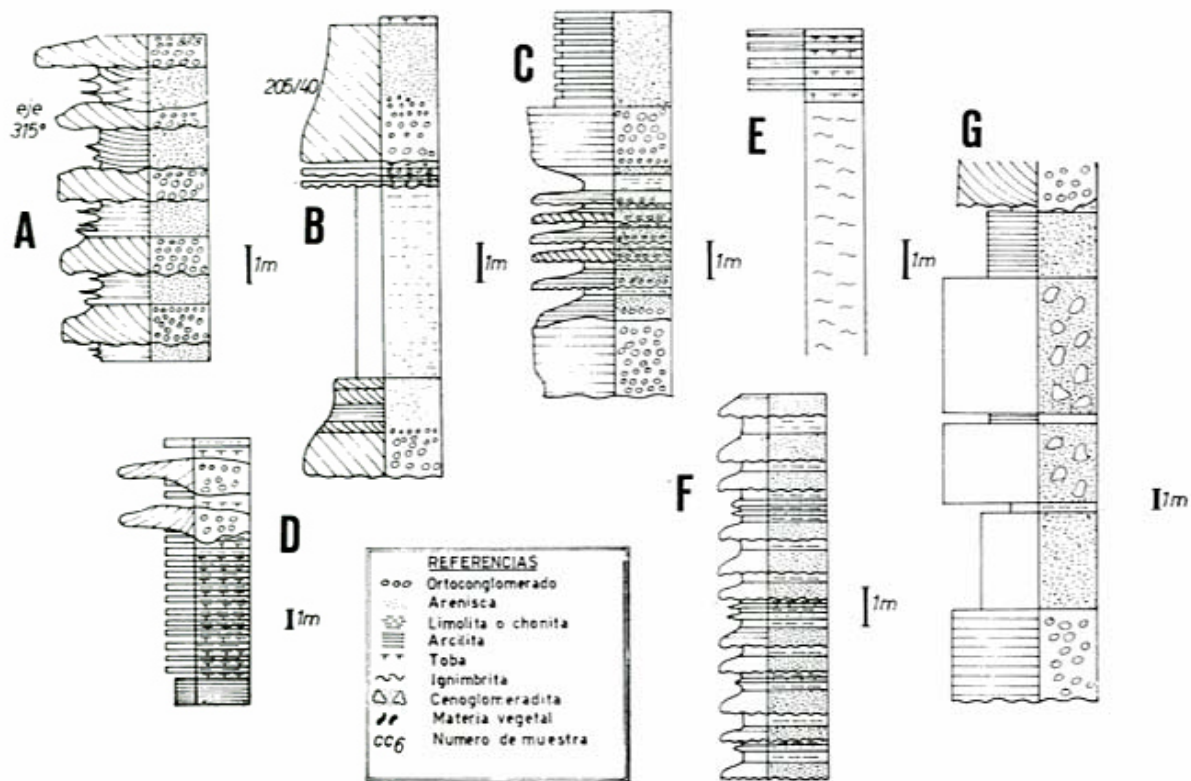 A
eje
315°
1m
B
205/40
1m
C
1m
E
1m
G
1m
D
1m
F
1m
REFERENCIAS
Ortoconglomerado
Arenisca
Limolita o chonita
Arcilita
Toba
Ignimbrita
Cenoglomeradita
Materia vegetal
CC6 Numero de muestra